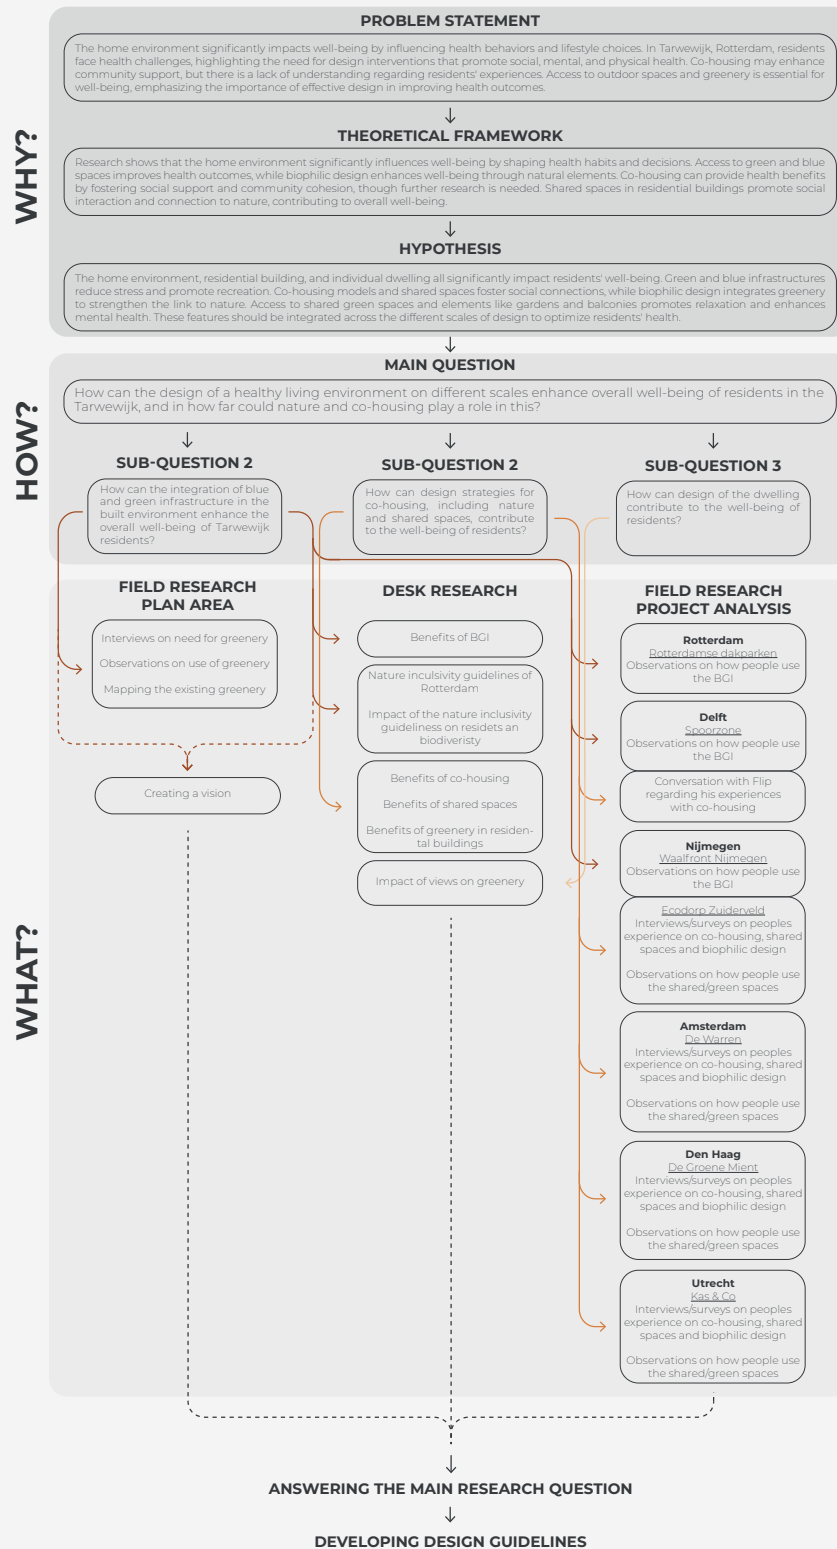 PROBLEM STATEMENT
The home environment significantly impacts well-being by influencing health behaviors and lifestyle choices. In Tarwewijk, Rotterdam, residents
face health challenges, highlighting the need for design interventions that promote social, mental, and physical health. Co-housing may enhance
community support, but there is a lack of understanding regarding residents' experiences. Access to outdoor spaces and greenery is essential for
well-being, emphasizing the importance of effective design in improving health outcomes.
WHY?
THEORETICAL FRAMEWORK
Research shows that the home environment significantly influences well-being by shaping health habits and decisions. Access to green and blue
spaces improves health outcomes, while biophilic design enhances well-being through natural elements. Co-housing can provide health benefits
by fostering social support and community cohesion, though further research is needed. Shared spaces in residential buildings promote social
interaction and connection to nature, contributing to overall well-being.
HYPOTHESIS
The home environment, residential building, and individual dwelling all significantly impact residents' well-being. Green and blue infrastructures
reduce stress and promote recreation. Co-housing models and shared spaces foster social connections, while biophilic design integrates greenery
to strengthen the link to nature. Access to shared green spaces and elements like gardens and balconies promotes relaxation and enhances
mental health. These features should be integrated across the different scales of design to optimize residents' health.
HOW?
MAIN QUESTION
How can the design of a healthy living environment on different scales enhance overall well-being of residents in the
Tarwewijk, and in how far could nature and co-housing play a role in this?
SUB-QUESTION 2
How can the integration of blue
and green infrastructure in the
built environment enhance the
overall well-being of Tarwewijk
residents?
SUB-QUESTION 2
How can design strategies for
co-housing, including nature
and shared spaces, contribute
to the well-being of residents?
SUB-QUESTION 3
How can design of the dwelling
contribute to the well-being of
residents?
WHAT?
FIELD RESEARCH
PLAN AREA
Interviews on need for greenery
Observations on use of greenery
Mapping the existing greenery
Creating a vision
DESK RESEARCH
Benefits of BGI
Nature inculsivity guidelines of
Rotterdam
Impact of the nature inclusivity
guideliness on residets an
biodiveristy
Benefits of co-housing
Benefits of shared spaces
Benefits of greenery in residen-
tal buildings
Impact of views on greenery
FIELD RESEARCH
PROJECT ANALYSIS
Rotterdam
Rotterdamse dakparken
Observations on how people use
the BGI
Delft
Spoorzone
Observations on how people use
the BGI
Conversation with Flip
regarding his experiences
with co-housing
Nijmegen
Waalfront Nijmegen
Observations on how people use
the BGI
Ecodorp Zuiderveld
Interviews/surveys on peoples
experience on co-housing, shared
spaces and biophilic design
Observations on how people use
the shared/green spaces
Amsterdam
De Warren
Interviews/surveys on peoples
experience on co-housing, shared
spaces and biophilic design
Observations on how people use
the shared/green spaces
Den Haag
De Groene Mient
Interviews/surveys on peoples
experience on co-housing, shared
spaces and biophilic design
Observations on how people use
the shared/green spaces
Utrecht
Kas & Co
Interviews/surveys on peoples
experience on co-housing, shared
spaces and biophilic design
Observations on how people use
the shared/green spaces
ANSWERING THE MAIN RESEARCH QUESTION
DEVELOPING DESIGN GUIDELINES